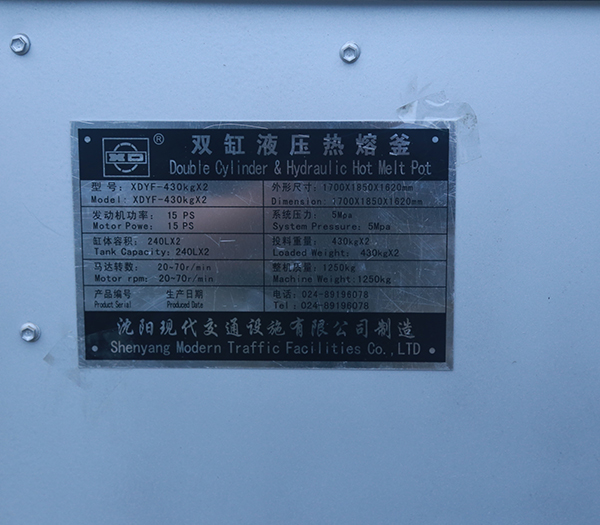 XD ®
双缸液压热熔釜
Double Cylinder & Hydraulic Hot Melt Pot
型号: XDYF-430kgX2
Model: XDYF-430kgX2
外形尺寸: 1700X1850X1620mm
Dimension: 1700X1850X1620mm
发动机功率: 15 PS
Motor Powe: 15 PS
系统压力: 5Mpa
System Pressure: 5Mpa
缸体容积: 240LX2
Tank Capacity: 240LX2
投料重量: 430kgX2
Loaded Weight: 430kgX2
马达转数: 20-70r/min
Motor rpm: 20-70r/min
整机质量: 1250kg
Machine Weight: 1250kg
产品编号 生产日期
Product Serial Produced Data
电话: 024-89196078
Tel: 024-89196078
沈阳现代交通设施有限公司制造
Shenyang Modern Traffic Facilities Co.,LTD